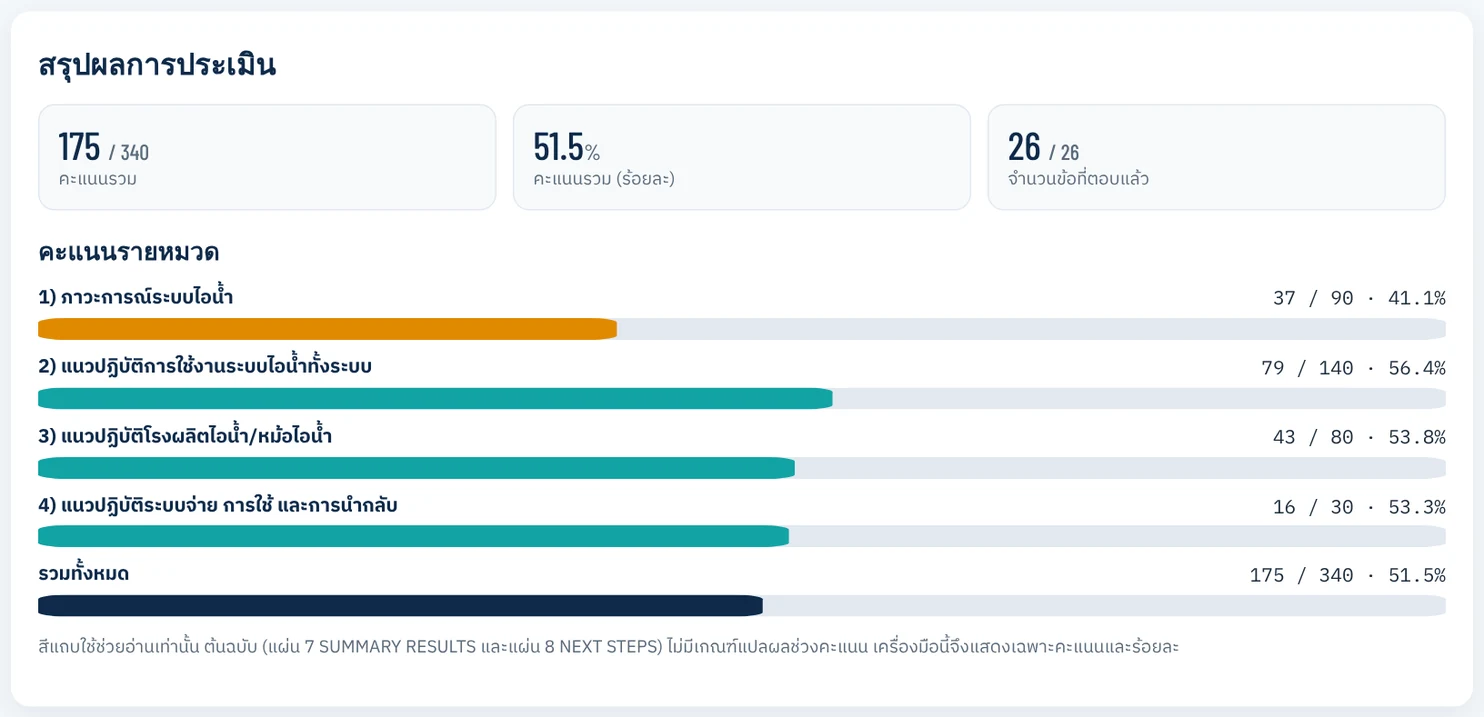 สรุปผลการประเมิน
175 / 340
คะแนนรวม
51.5%
คะแนนรวม (ร้อยละ)
26 / 26
จำนวนข้อที่ตอบแล้ว
คะแนนรายหมวด
1) ภาวะการณ์ระบบไอน้ำ 37 / 90 · 41.1%
2) แนวปฏิบัติการใช้งานระบบไอน้ำทั้งระบบ 79 / 140 · 56.4%
3) แนวปฏิบัติโรงผลิตไอน้ำ/หม้อไอน้ำ 43 / 80 · 53.8%
4) แนวปฏิบัติระบบจ่าย การใช้ และการนำกลับ 16 / 30 · 53.3%
รวมทั้งหมด 175 / 340 · 51.5%
สีแถบใช้ช่วยอ่านเท่านั้น ต้นฉบับ (แผ่น 7 SUMMARY RESULTS และแผ่น 8 NEXT STEPS) ไม่มีเกณฑ์แปลผลช่วงคะแนน เครื่องมือนี้จึงแสดงเฉพาะคะแนนและร้อยละ